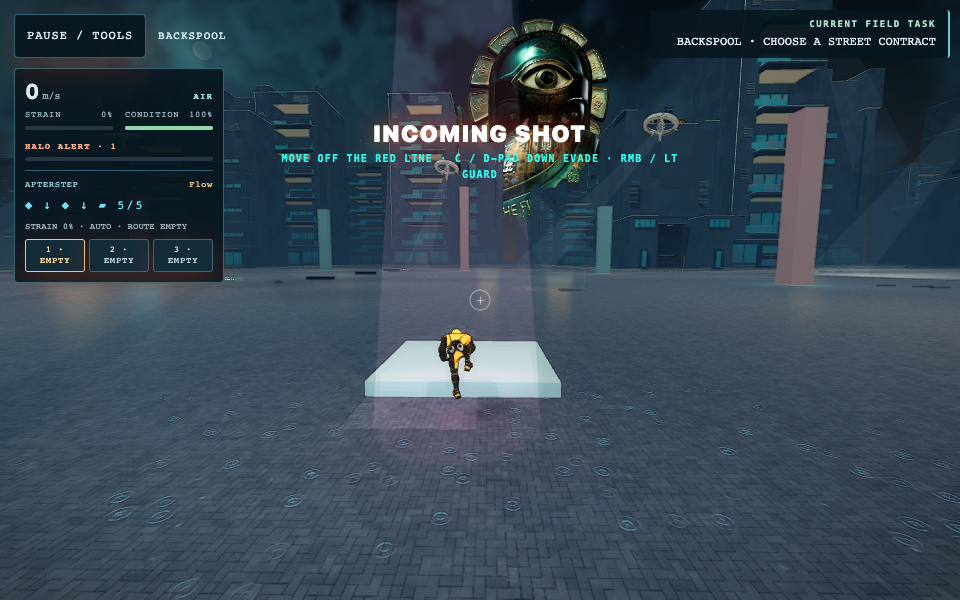 PAUSE / TOOLS
BACKSPOOL
CURRENT FIELD TASK
BACKSPOOL · CHOOSE A STREET CONTRACT
0 m/s
AIR
STRAIN 0%
CONDITION 100%
HALO ALERT · 1
AFTERSTEP
Flow
5/5
STRAIN 0% · AUTO · ROUTE EMPTY
1 · EMPTY
2 · EMPTY
3 · EMPTY
INCOMING SHOT
MOVE OFF THE RED LINE · C / D-PAD DOWN EVADE · RMB / LT
GUARD